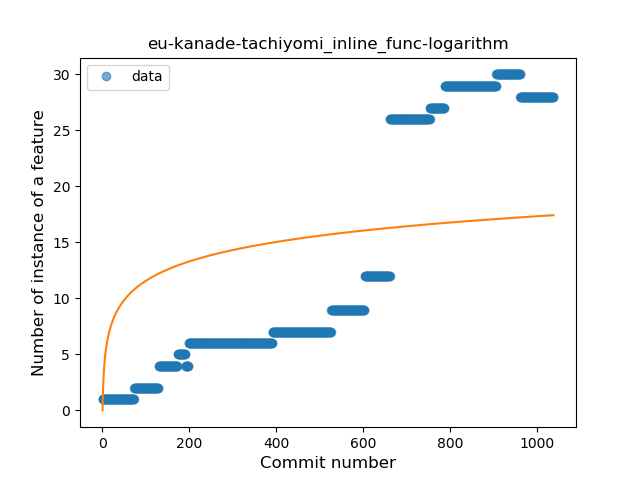 eu-kanade-tachiyomi_inline_func-logarithm
data
Number of instance of a feature
30
25
20
15
10
5
0
0 200 400 600 800 1000
Commit number